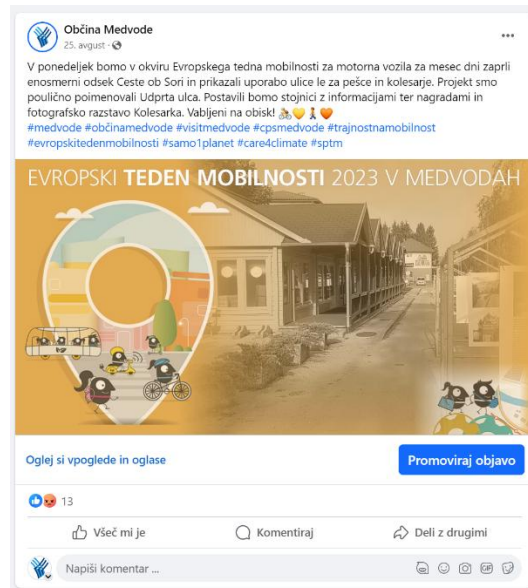 Občina Medvode
25. avgust ·
V ponedeljek bomo v okviru Evropskega tedna mobilnosti za motorna vozila za mesec dni zaprli
enosmerni odsek Ceste ob Sori in prikazali uporabo ulice le za pešce in kolesarje. Projekt smo
poulično poimenovali Udprta ulca. Postavili bomo stojnici z informacijami ter nagradami in
fotografsko razstavo Kolesarka. Vabljeni na obisk! 🚴💛🚶🧡
#medvode #občinamedvode #visitmedvode #cpsmedvode #trajnostnamobilnost
#evropskitedenmobilnosti #samo1planet #care4climate #sptm
EVROPSKI TEDEN MOBILNOSTI 2023 V MEDVODAH
Oglej si vpoglede in oglase
Promoviraj objavo
13
Všeč mi je
Komentiraj
Deli z drugimi
Napiši komentar ...
GIF